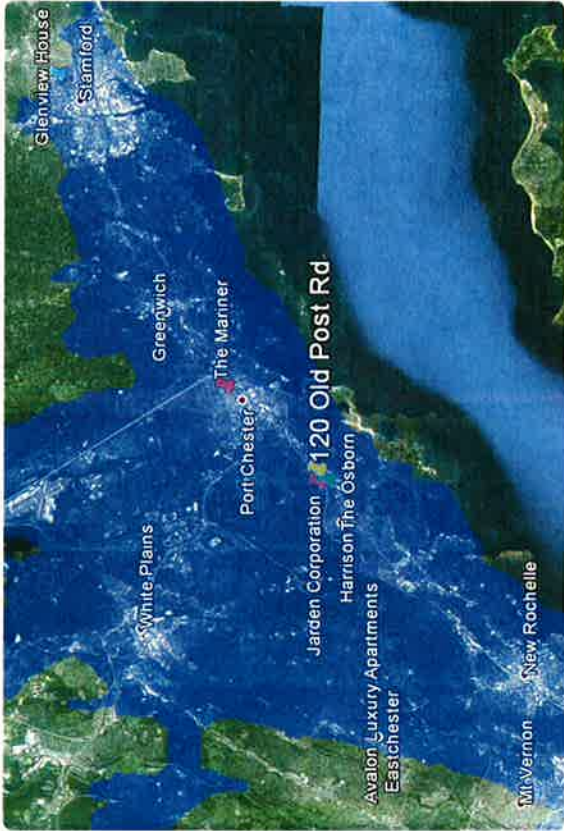 Glenview House
Stamford
Greenwich
The Mariner
Port Chester
White Plains
120 Old Post Rd
Jarden Corporation
Harrison The Osborn
Avalon Luxury Apartments
Eastchester
New Rochelle
Mt Vernon